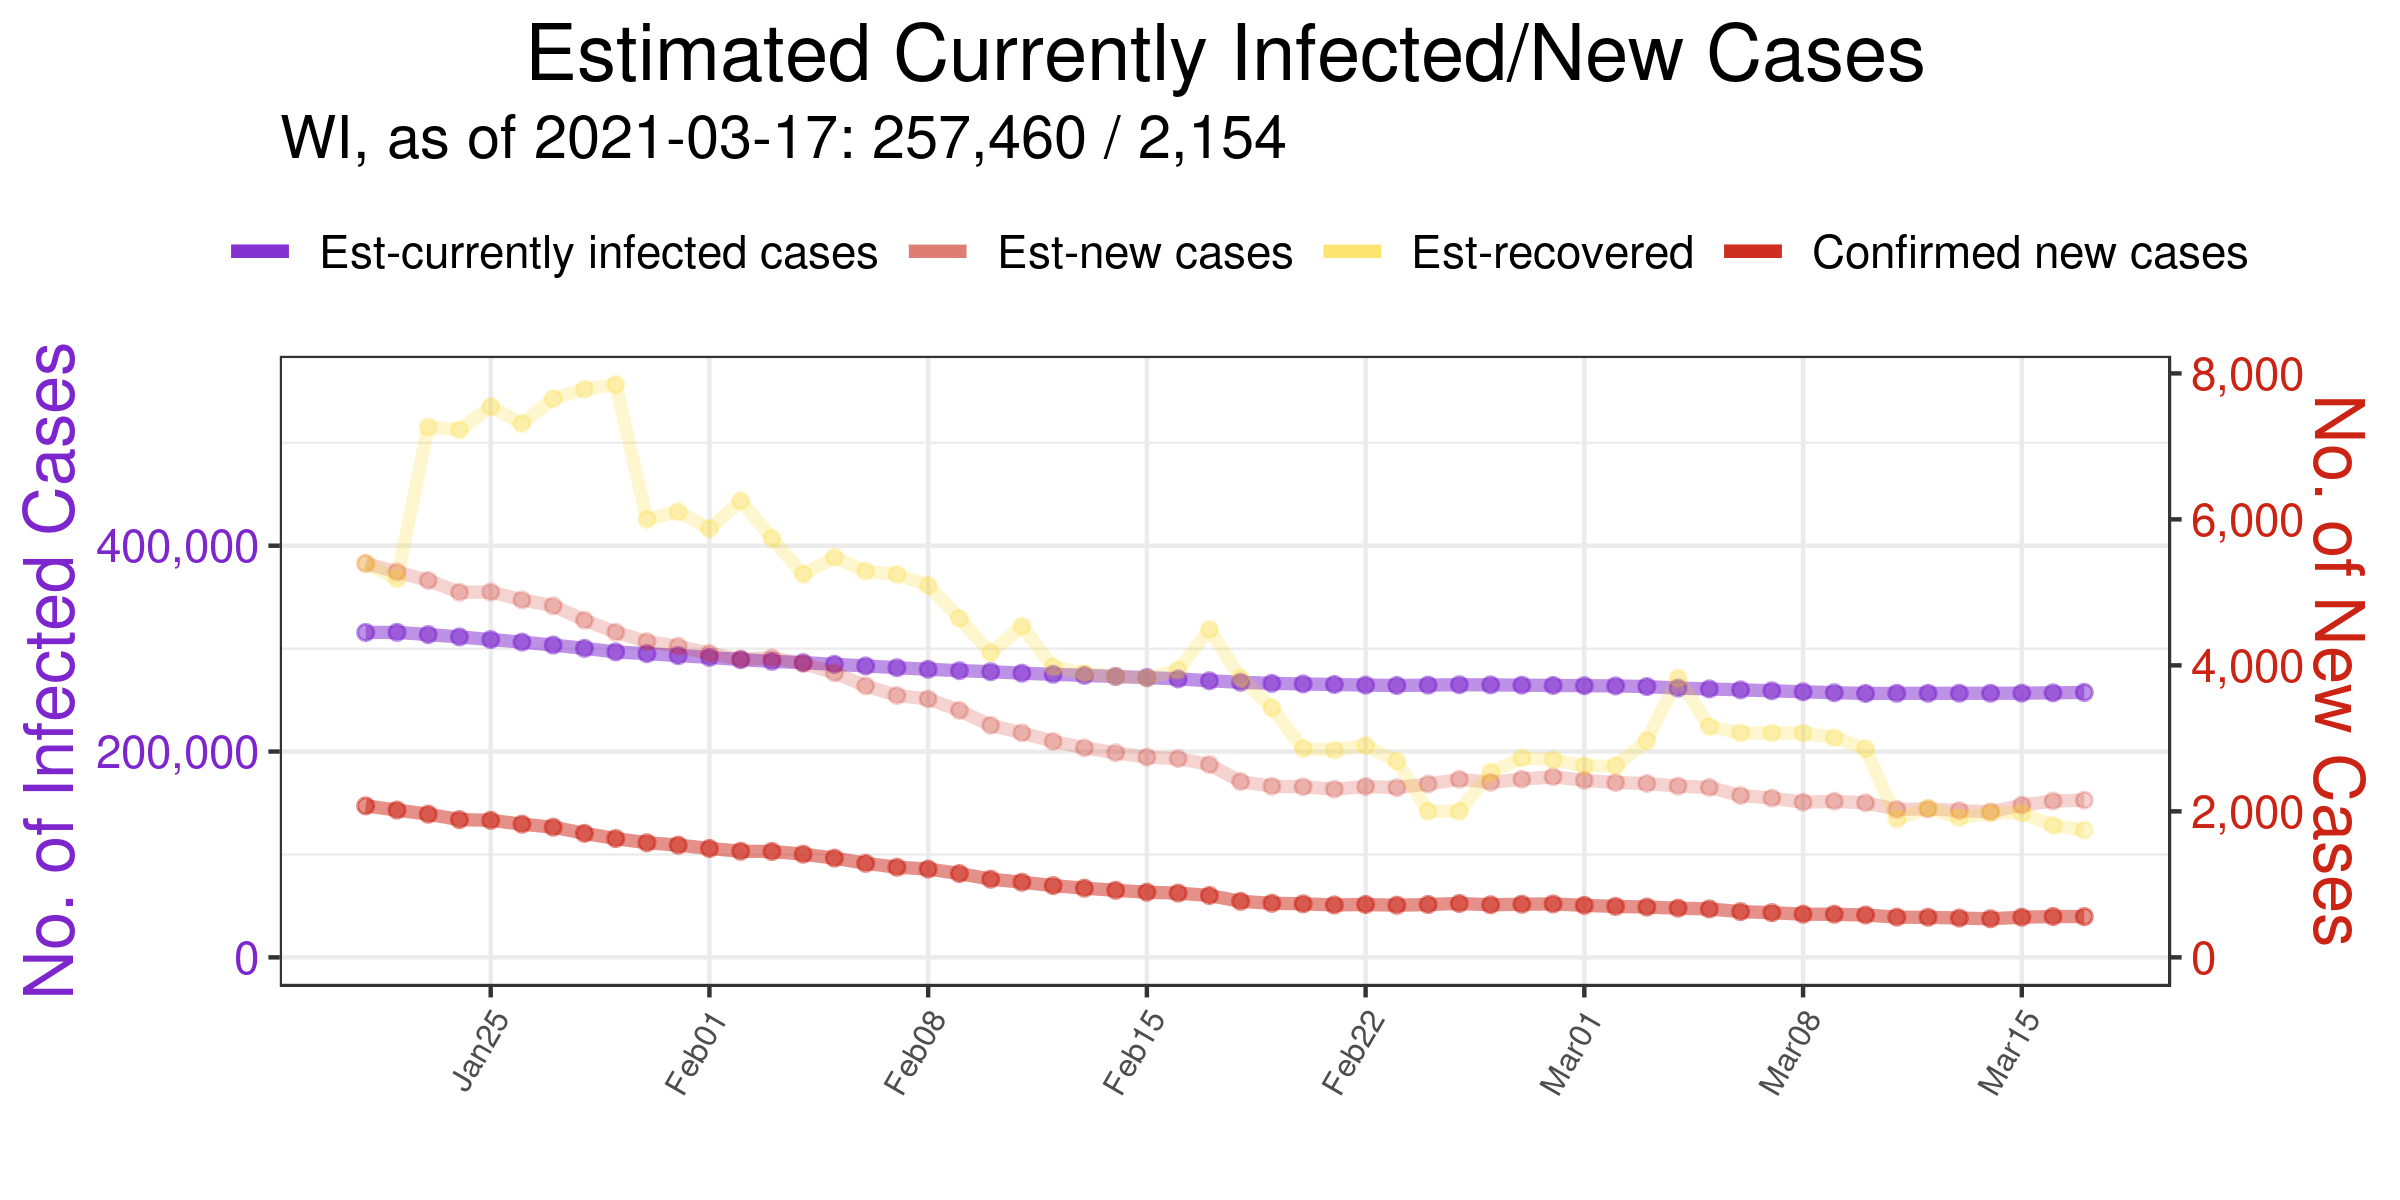 Estimated Currently Infected/New Cases
WI, as of 2021-03-17: 257,460 / 2,154
Est-currently infected cases Est-new cases Est-recovered Confirmed new cases
No. of Infected Cases
400,000
200,000
0
8,000
6,000
4,000
2,000
0
No. of New Cases
Jan25
Feb01
Feb08
Feb15
Feb22
Mar01
Mar08
Mar15